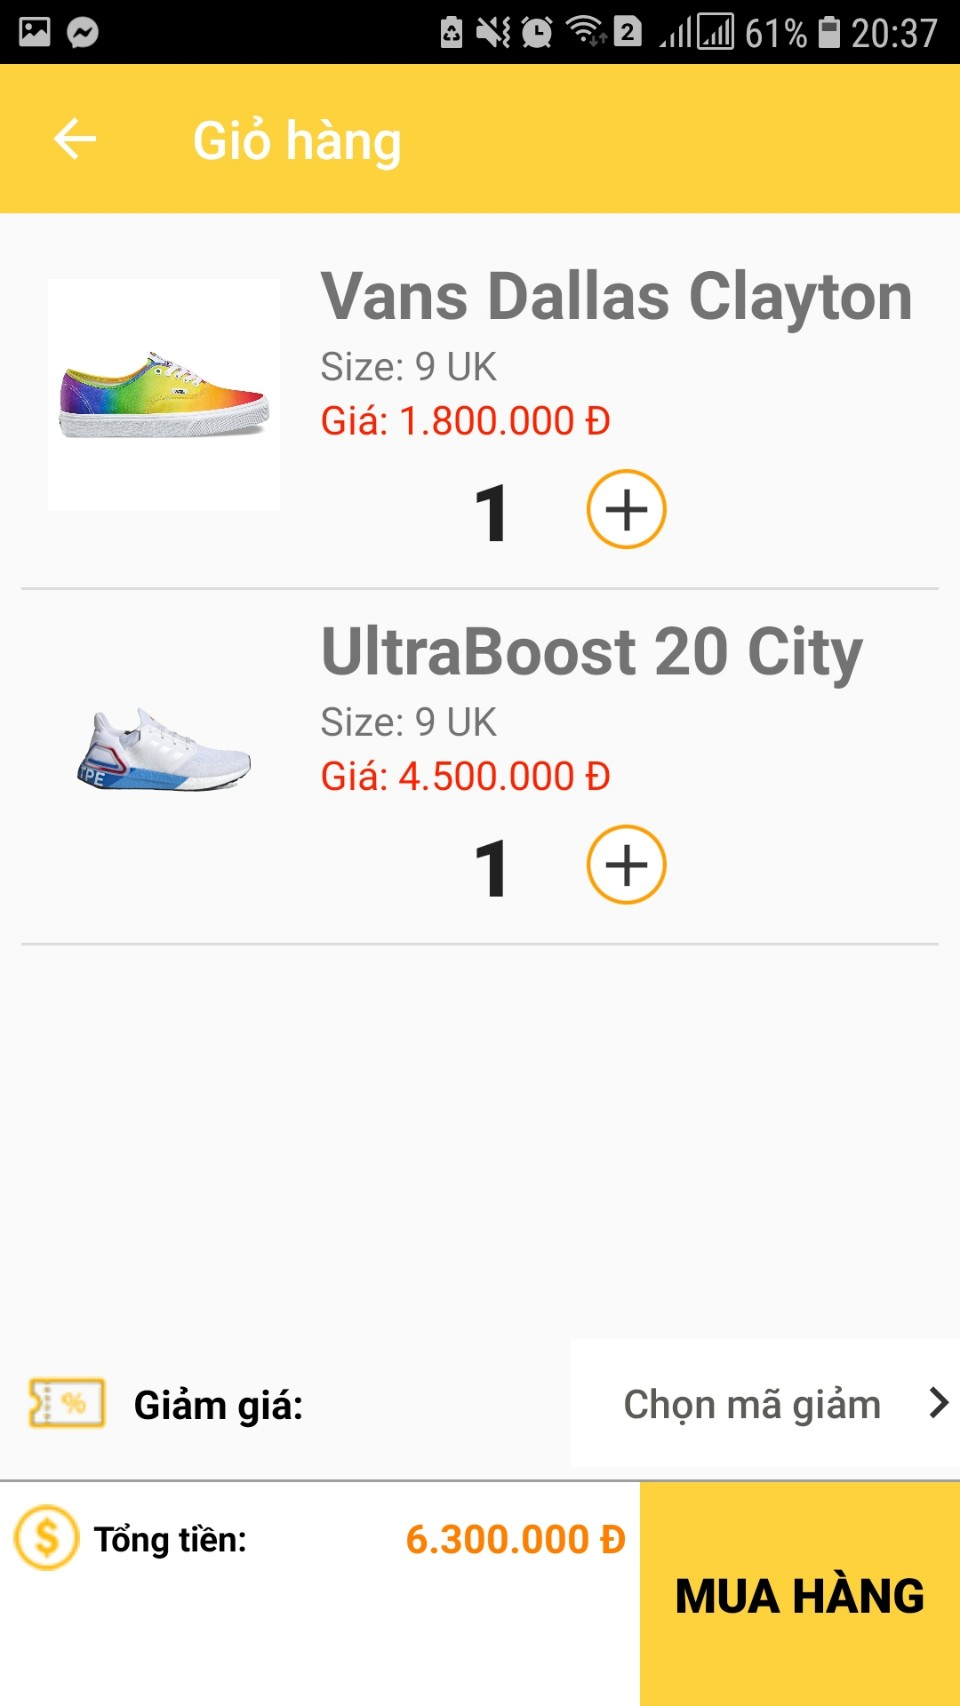 2 61% 20:37
Giỏ hàng
Vans Dallas Clayton
Size: 9 UK
Giá: 1.800.000 Đ
1
UltraBoost 20 City
Size: 9 UK
TPE
Giá: 4.500.000 Đ
1
% Giảm giá: Chọn mã giảm
$ Tổng tiền: 6.300.000 Đ
MUA HÀNG